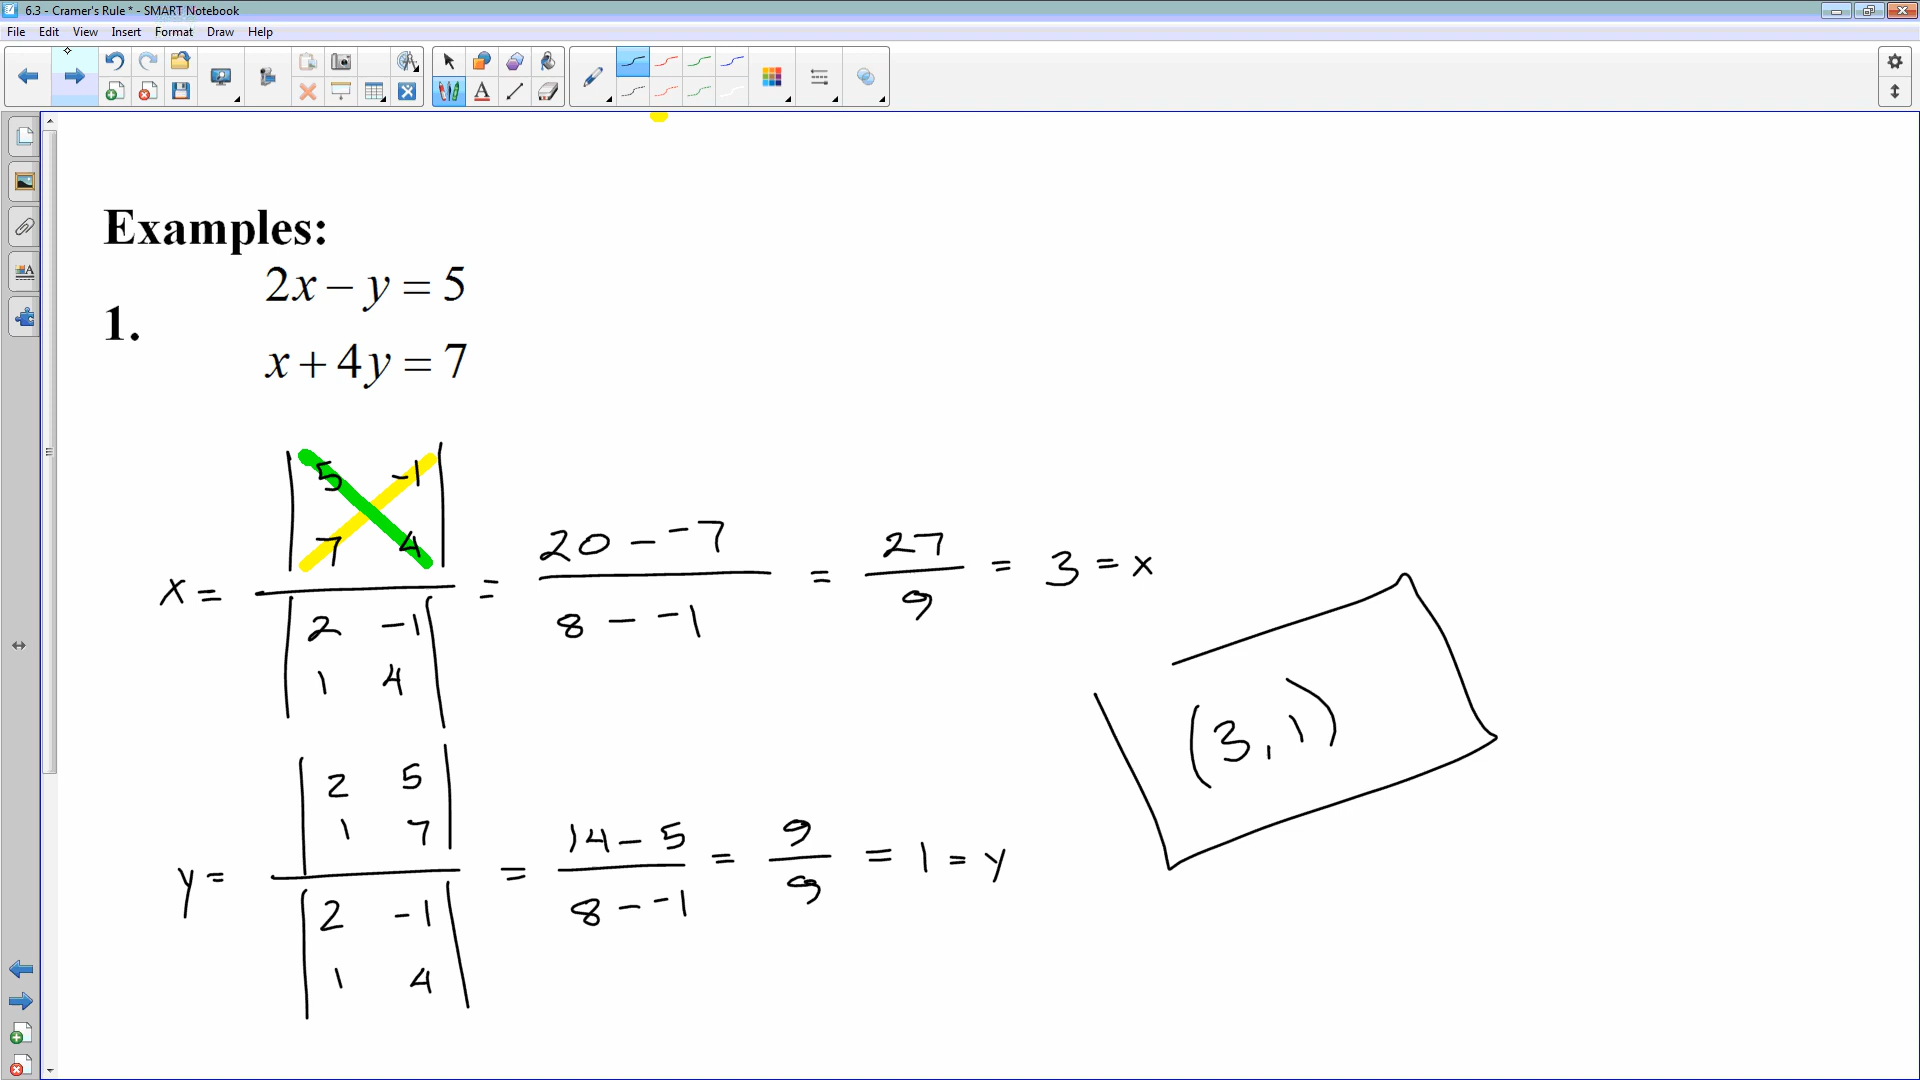 6.3 - Cramer's Rule * - SMART Notebook
File Edit View Insert Format Draw Help
Examples:
1.
2x − y = 5
x + 4y = 7
5 -1
7 4
x = = 20 - -7 / 8 - -1 = 27 / 9 = 3 = x
2 -1
1 4
(3, 1)
2 5
1 7
y = = 14 - 5 / 8 - -1 = 9 / 9 = 1 = y
2 -1
1 4